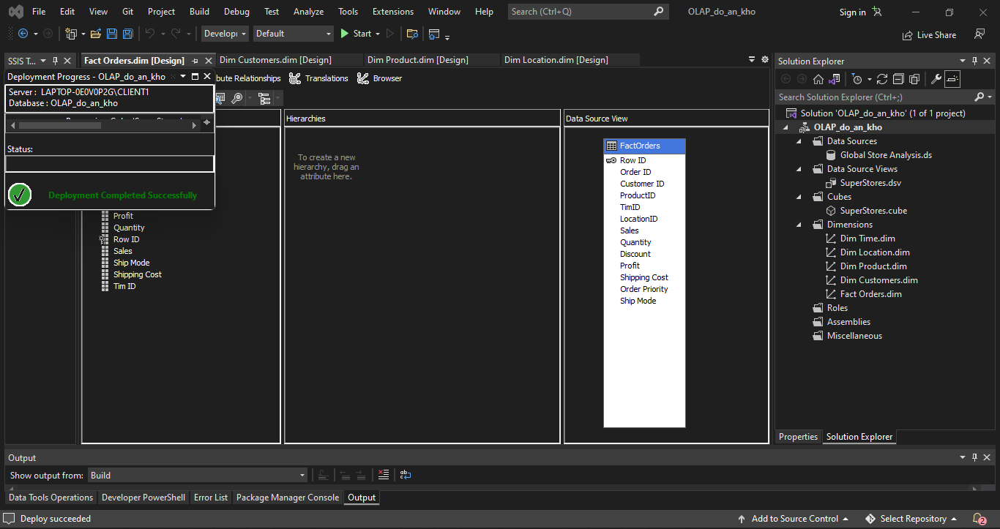 File Edit View Git Project Build Debug Test Analyze Tools Extensions Window Help Search (Ctrl+Q) OLAP_do_an_kho Sign in
Develop Default Start Live Share
SSIS T... Fact Orders.dim [Design] Dim Customers.dim [Design] Dim Product.dim [Design] Dim Location.dim [Design]
Deployment Progress - OLAP_do_an_kho
bute Relationships Translations Browser
Server : LAPTOP-0E0V0P2G\CLIENT1
Database : OLAP_do_an_kho
Status:
Deployment Completed Successfully
Profit
Quantity
Row ID
Sales
Ship Mode
Shipping Cost
Tim ID
Hierarchies
To create a new
hierarchy, drag an
attribute here.
Data Source View
FactOrders
Row ID
Order ID
Customer ID
ProductID
TimID
LocationID
Sales
Quantity
Discount
Profit
Shipping Cost
Order Priority
Ship Mode
Solution Explorer
Search Solution Explorer (Ctrl+;)
Solution 'OLAP_do_an_kho' (1 of 1 project)
OLAP_do_an_kho
Data Sources
Global Store Analysis.ds
Data Source Views
SuperStores.dsv
Cubes
SuperStores.cube
Dimensions
Dim Time.dim
Dim Location.dim
Dim Product.dim
Dim Customers.dim
Fact Orders.dim
Roles
Assemblies
Miscellaneous
Properties Solution Explorer
Output
Show output from: Build
Data Tools Operations Developer PowerShell Error List Package Manager Console Output
Deploy succeeded Add to Source Control Select Repository 2